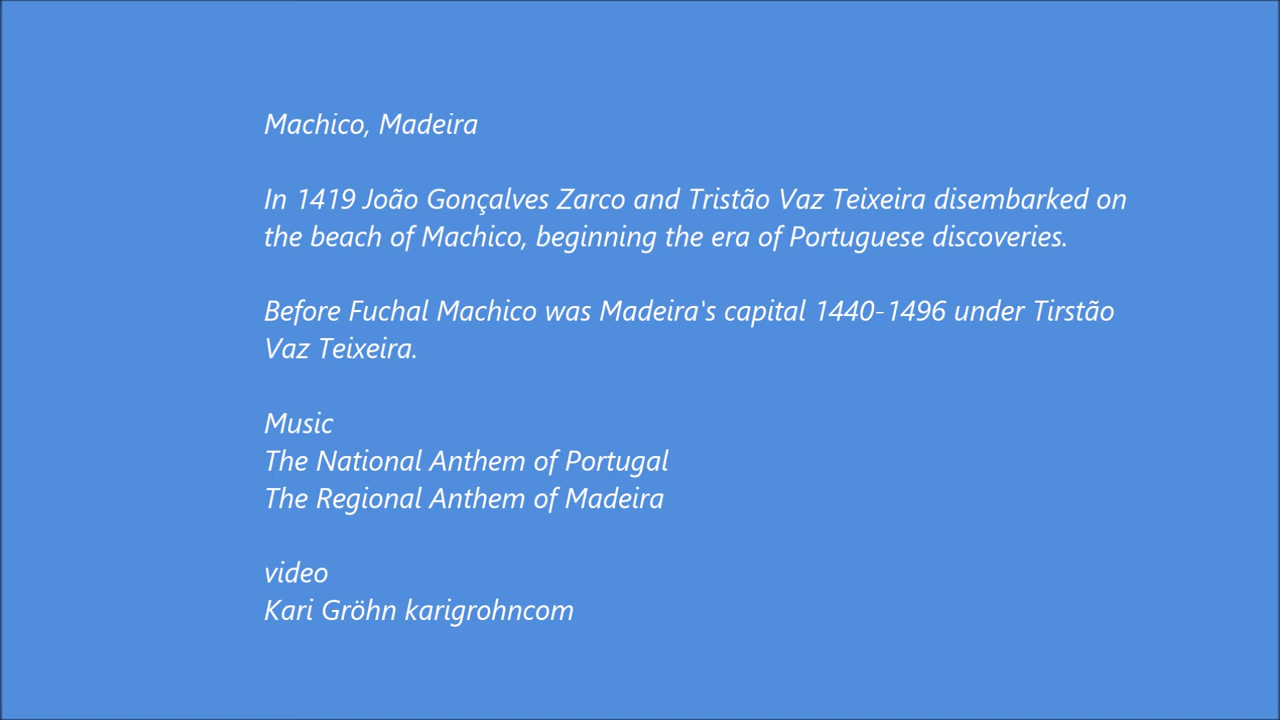 Machico, Madeira
In 1419 João Gonçalves Zarco and Tristão Vaz Teixeira disembarked on
the beach of Machico, beginning the era of Portuguese discoveries.
Before Fuchal Machico was Madeira's capital 1440-1496 under Tirstão
Vaz Teixeira.
Music
The National Anthem of Portugal
The Regional Anthem of Madeira
video
Kari Gröhn karigrohncom